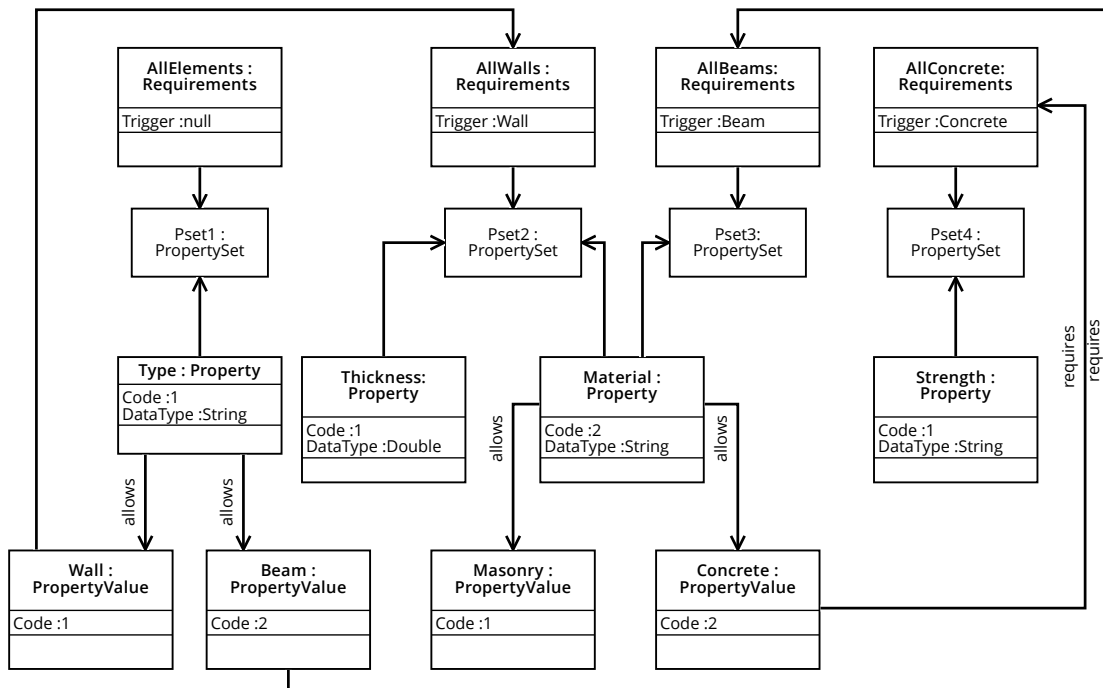 AllElements :
Requirements
Trigger :null
AllWalls :
Requirements
Trigger :Wall
AllBeams:
Requirements
Trigger :Beam
AllConcrete:
Requirements
Trigger :Concrete
Pset1 :
PropertySet
Pset2 :
PropertySet
Pset3:
PropertySet
Pset4 :
PropertySet
requires
requires
Type : Property
Code :1
DataType :String
Thickness:
Property
Code :1
DataType :Double
Material :
Property
Code :2
DataType :String
Strength :
Property
Code :1
DataType :String
allows
allows
allows
allows
Wall :
PropertyValue
Code :1
Beam :
PropertyValue
Code :2
Masonry :
PropertyValue
Code :1
Concrete :
PropertyValue
Code :2